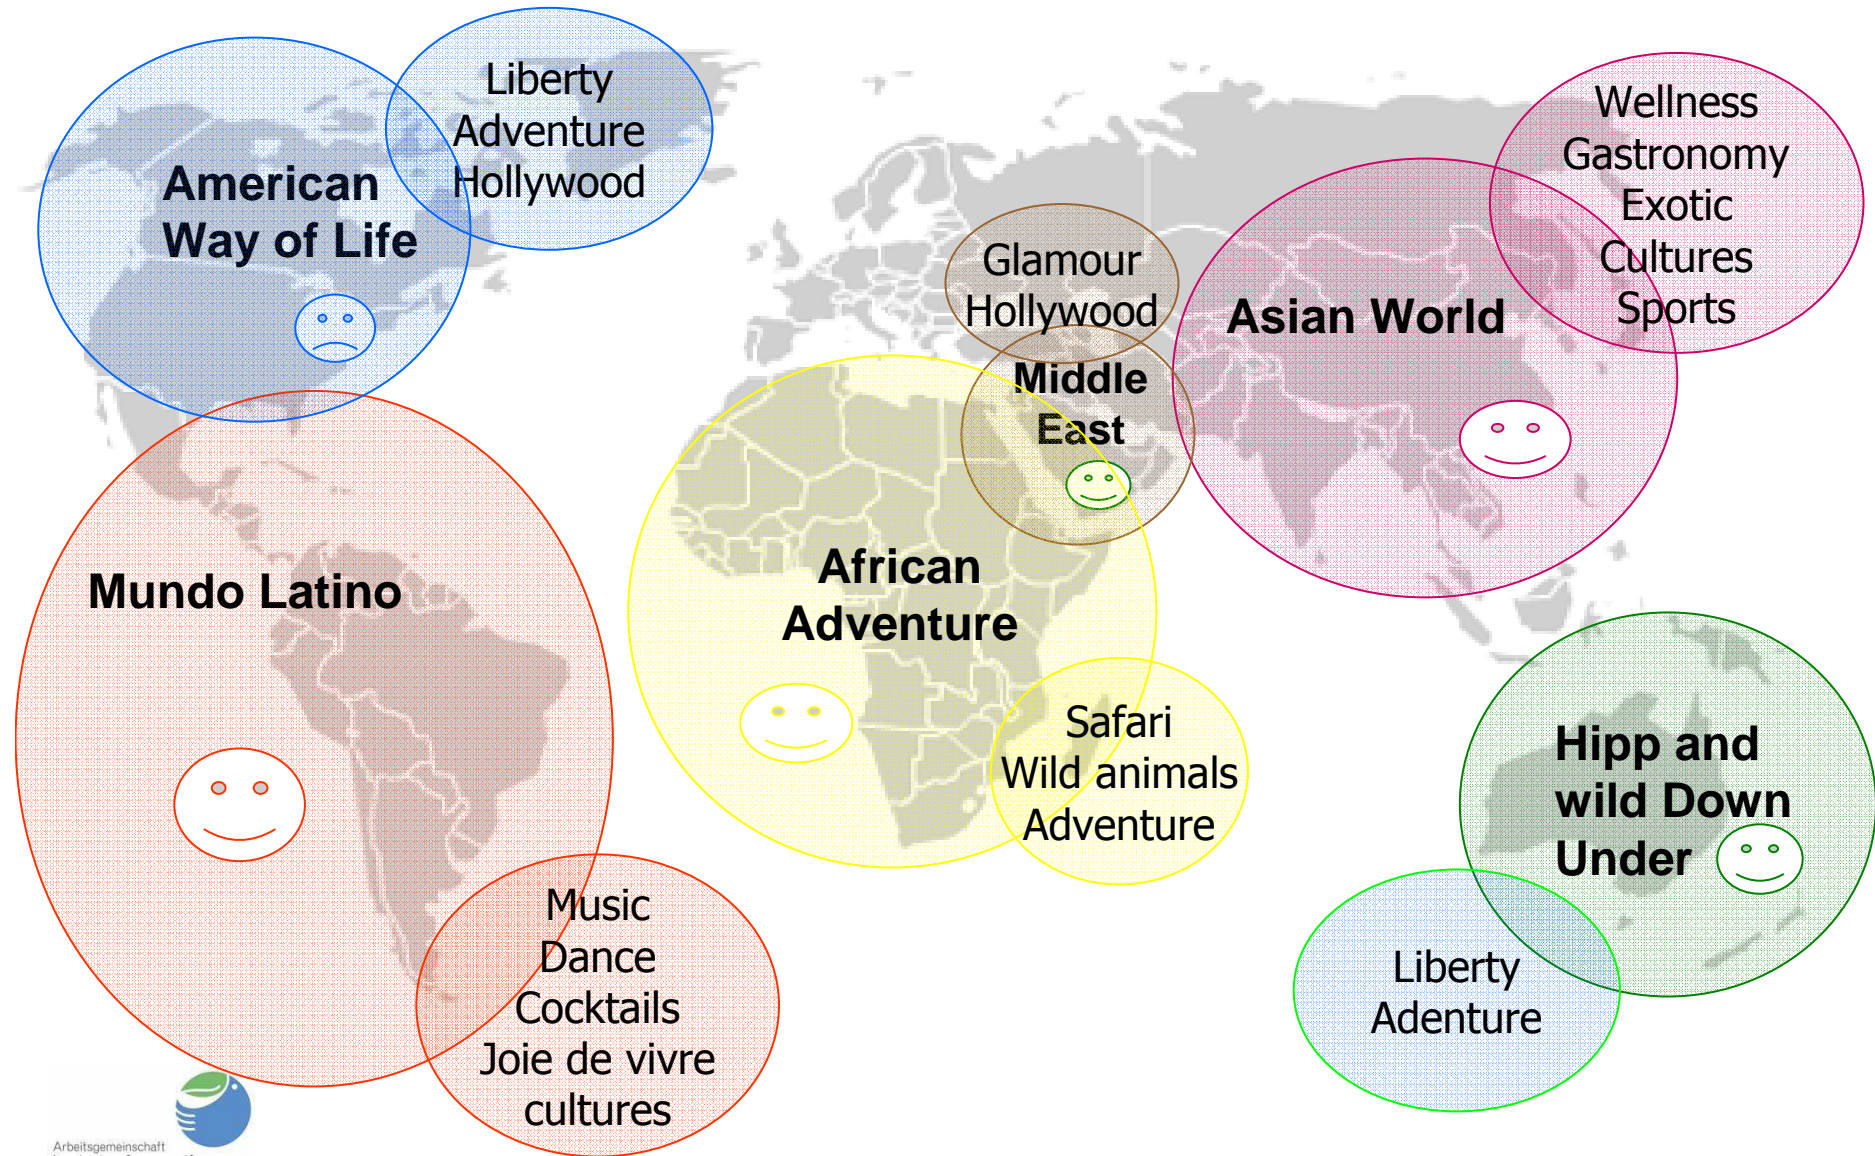 Liberty
Adventure
Hollywood
American
Way of Life
Wellness
Gastronomy
Exotic
Cultures
Sports
Glamour
Hollywood
Asian World
Middle
East
Mundo Latino
African
Adventure
Safari
Wild animals
Adventure
Hipp and
wild Down
Under
Music
Dance
Cocktails
Joie de vivre
cultures
Liberty
Adenture
Arbeitsgemeinschaft